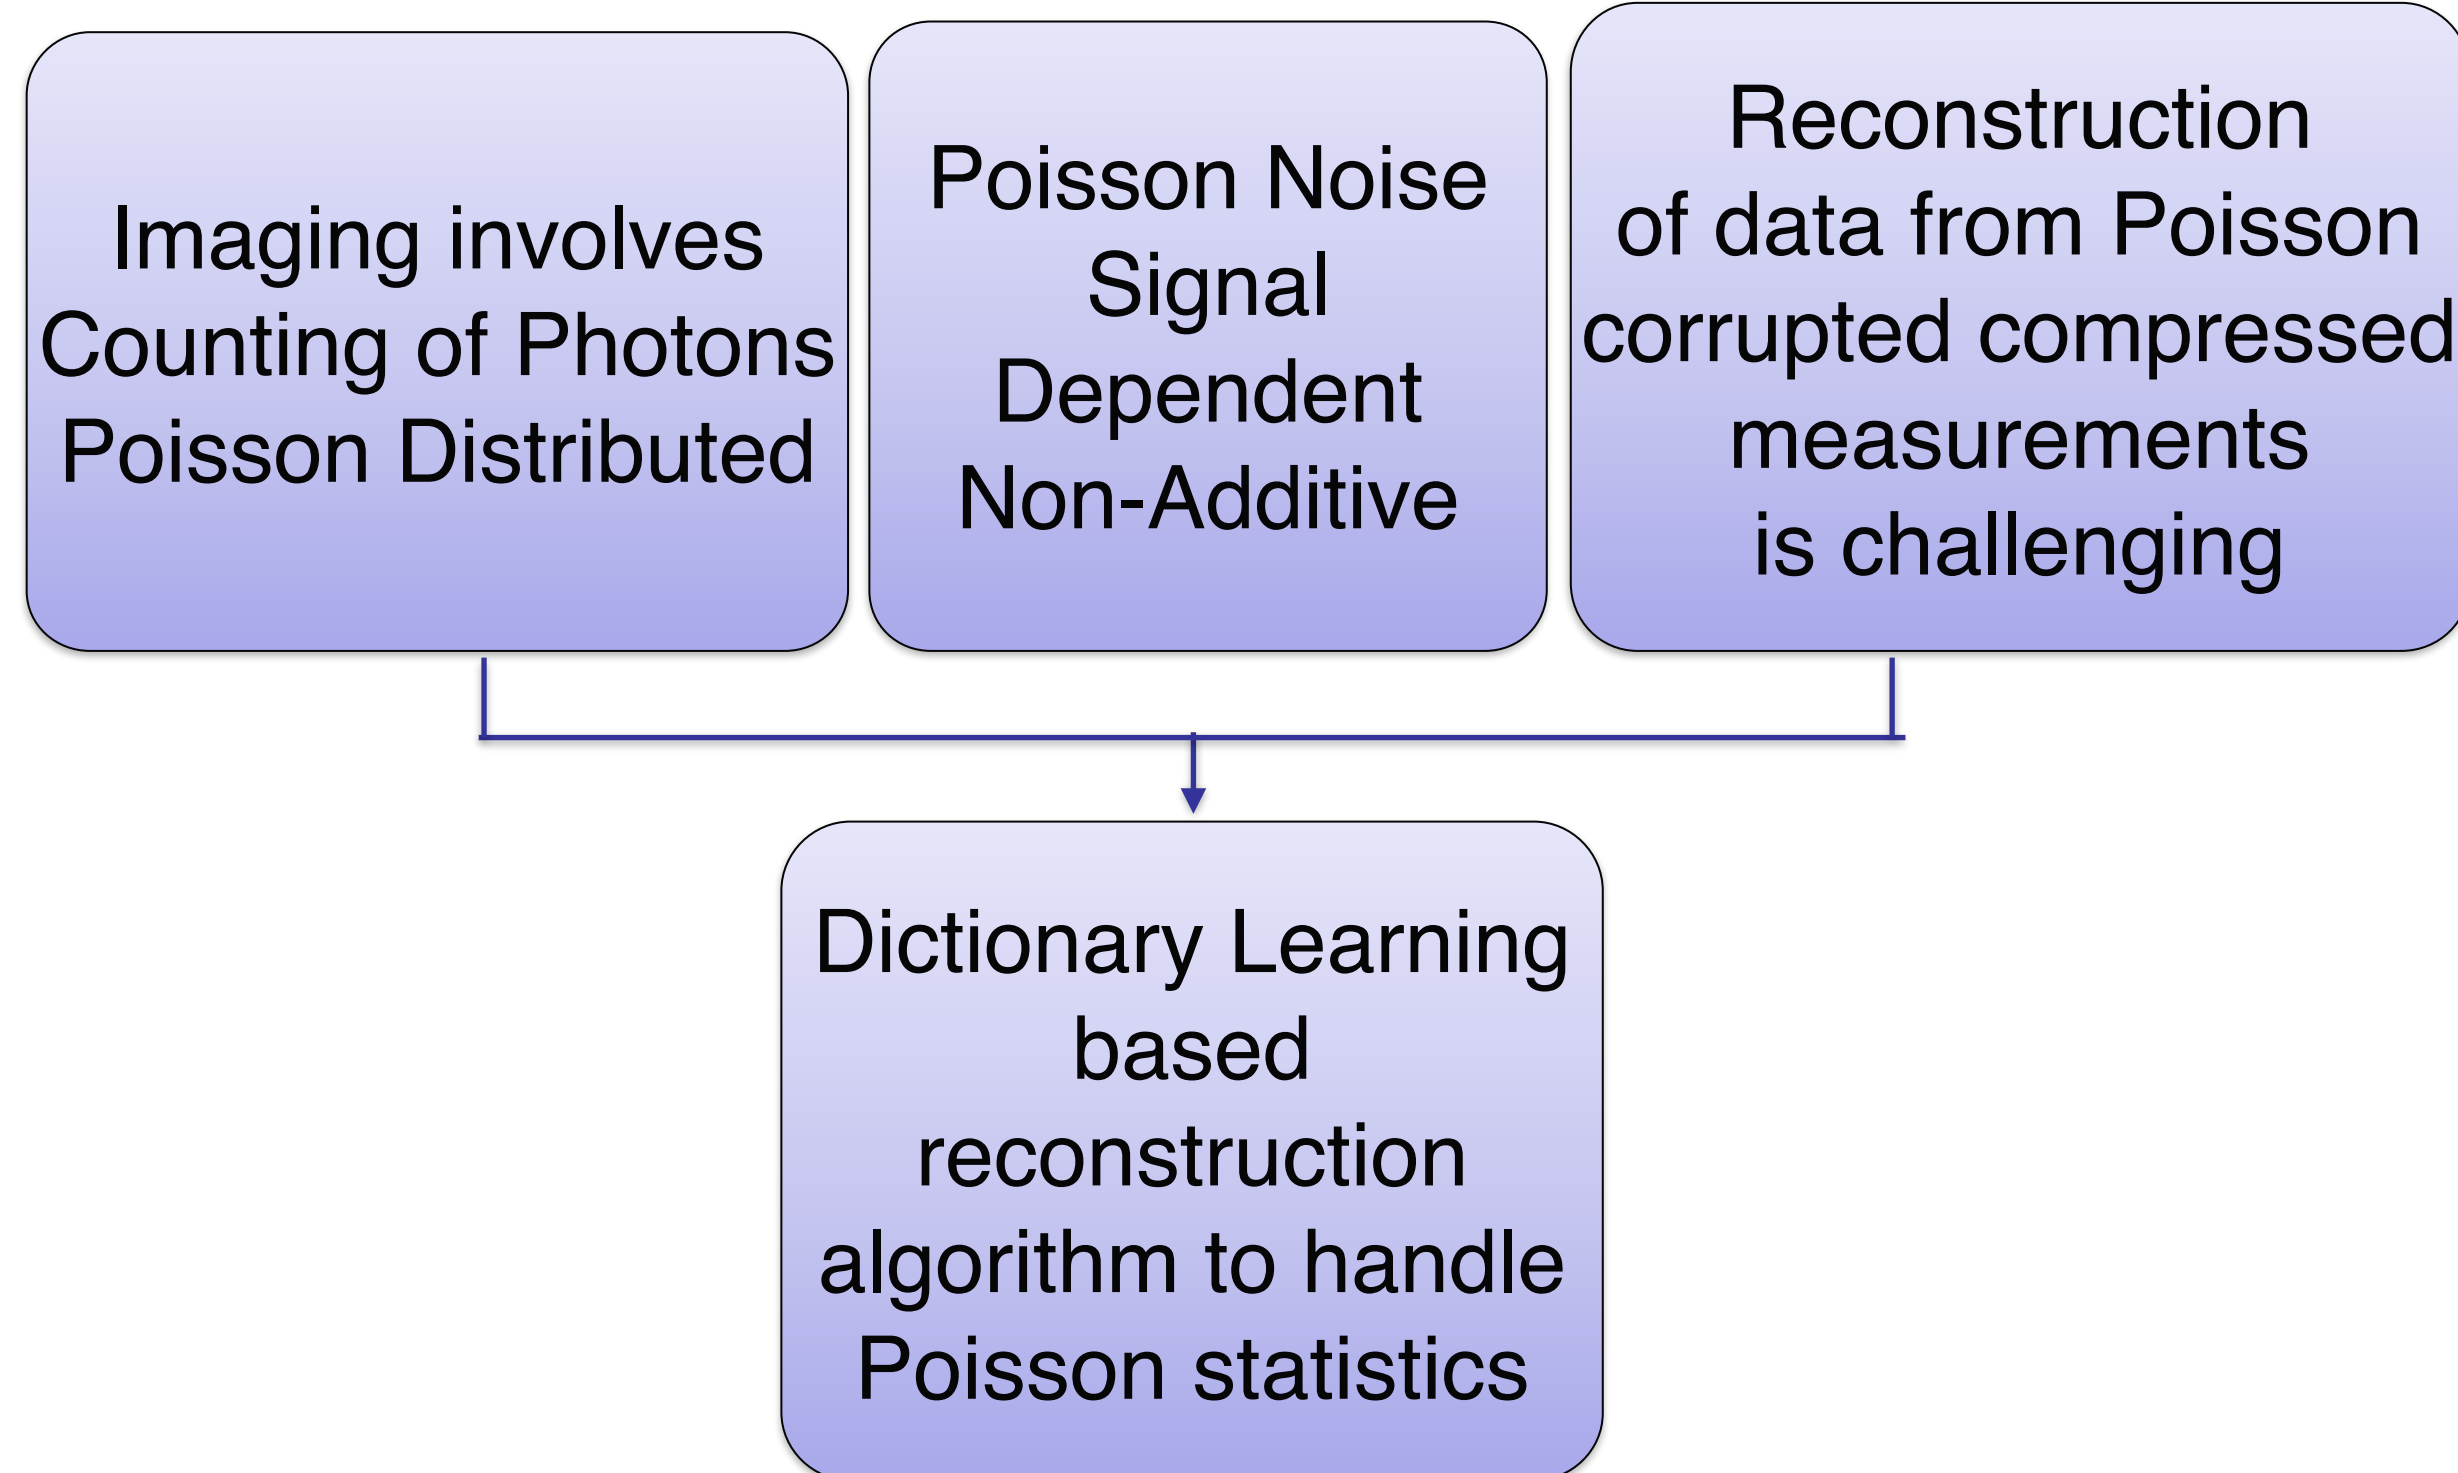 Imaging involves
Counting of Photons
Poisson Distributed
Poisson Noise
Signal
Dependent
Non-Additive
Reconstruction
of data from Poisson
corrupted compressed
measurements
is challenging
Dictionary Learning
based
reconstruction
algorithm to handle
Poisson statistics